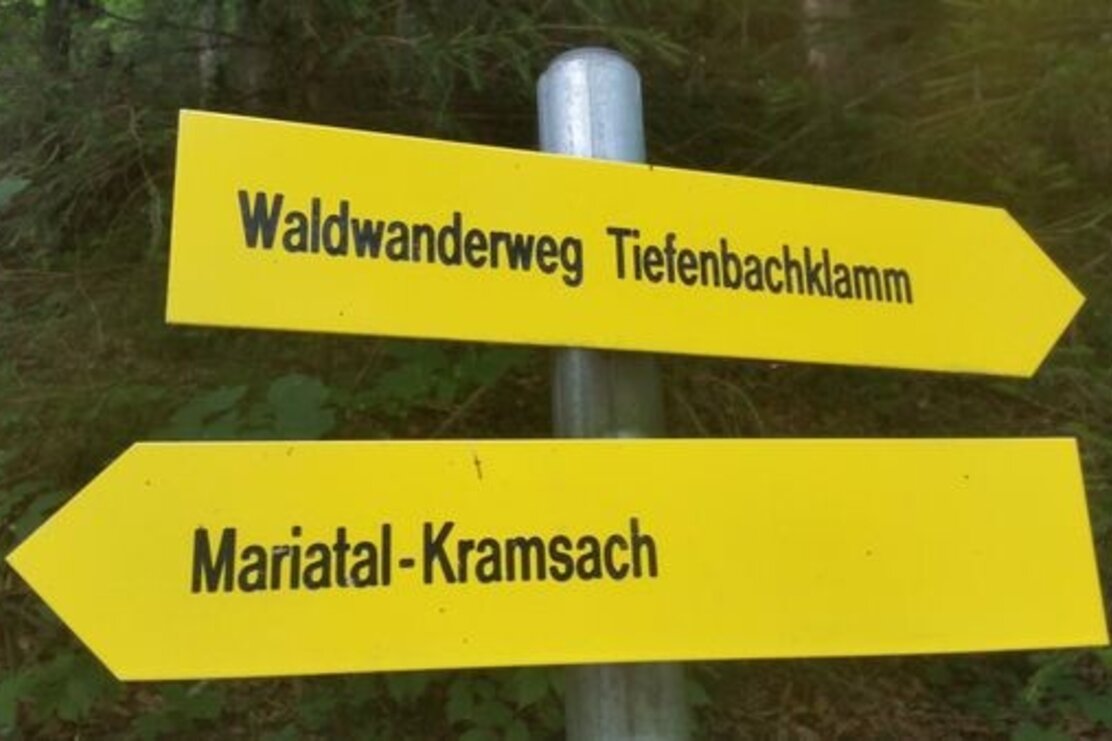 Waldwanderweg Tiefenbachklamm
Mariatal-Kramsach